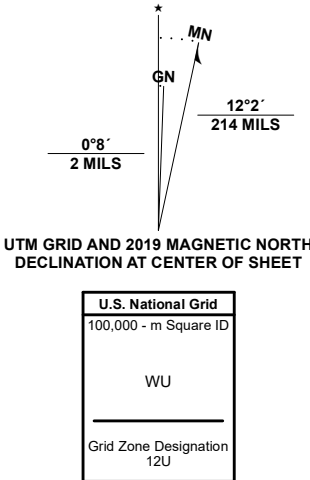 ★
MN
GN
12°2´
214 MILS
0°8´
2 MILS
UTM GRID AND 2019 MAGNETIC NORTH
DECLINATION AT CENTER OF SHEET
U.S. National Grid
100,000 - m Square ID
WU
Grid Zone Designation
12U